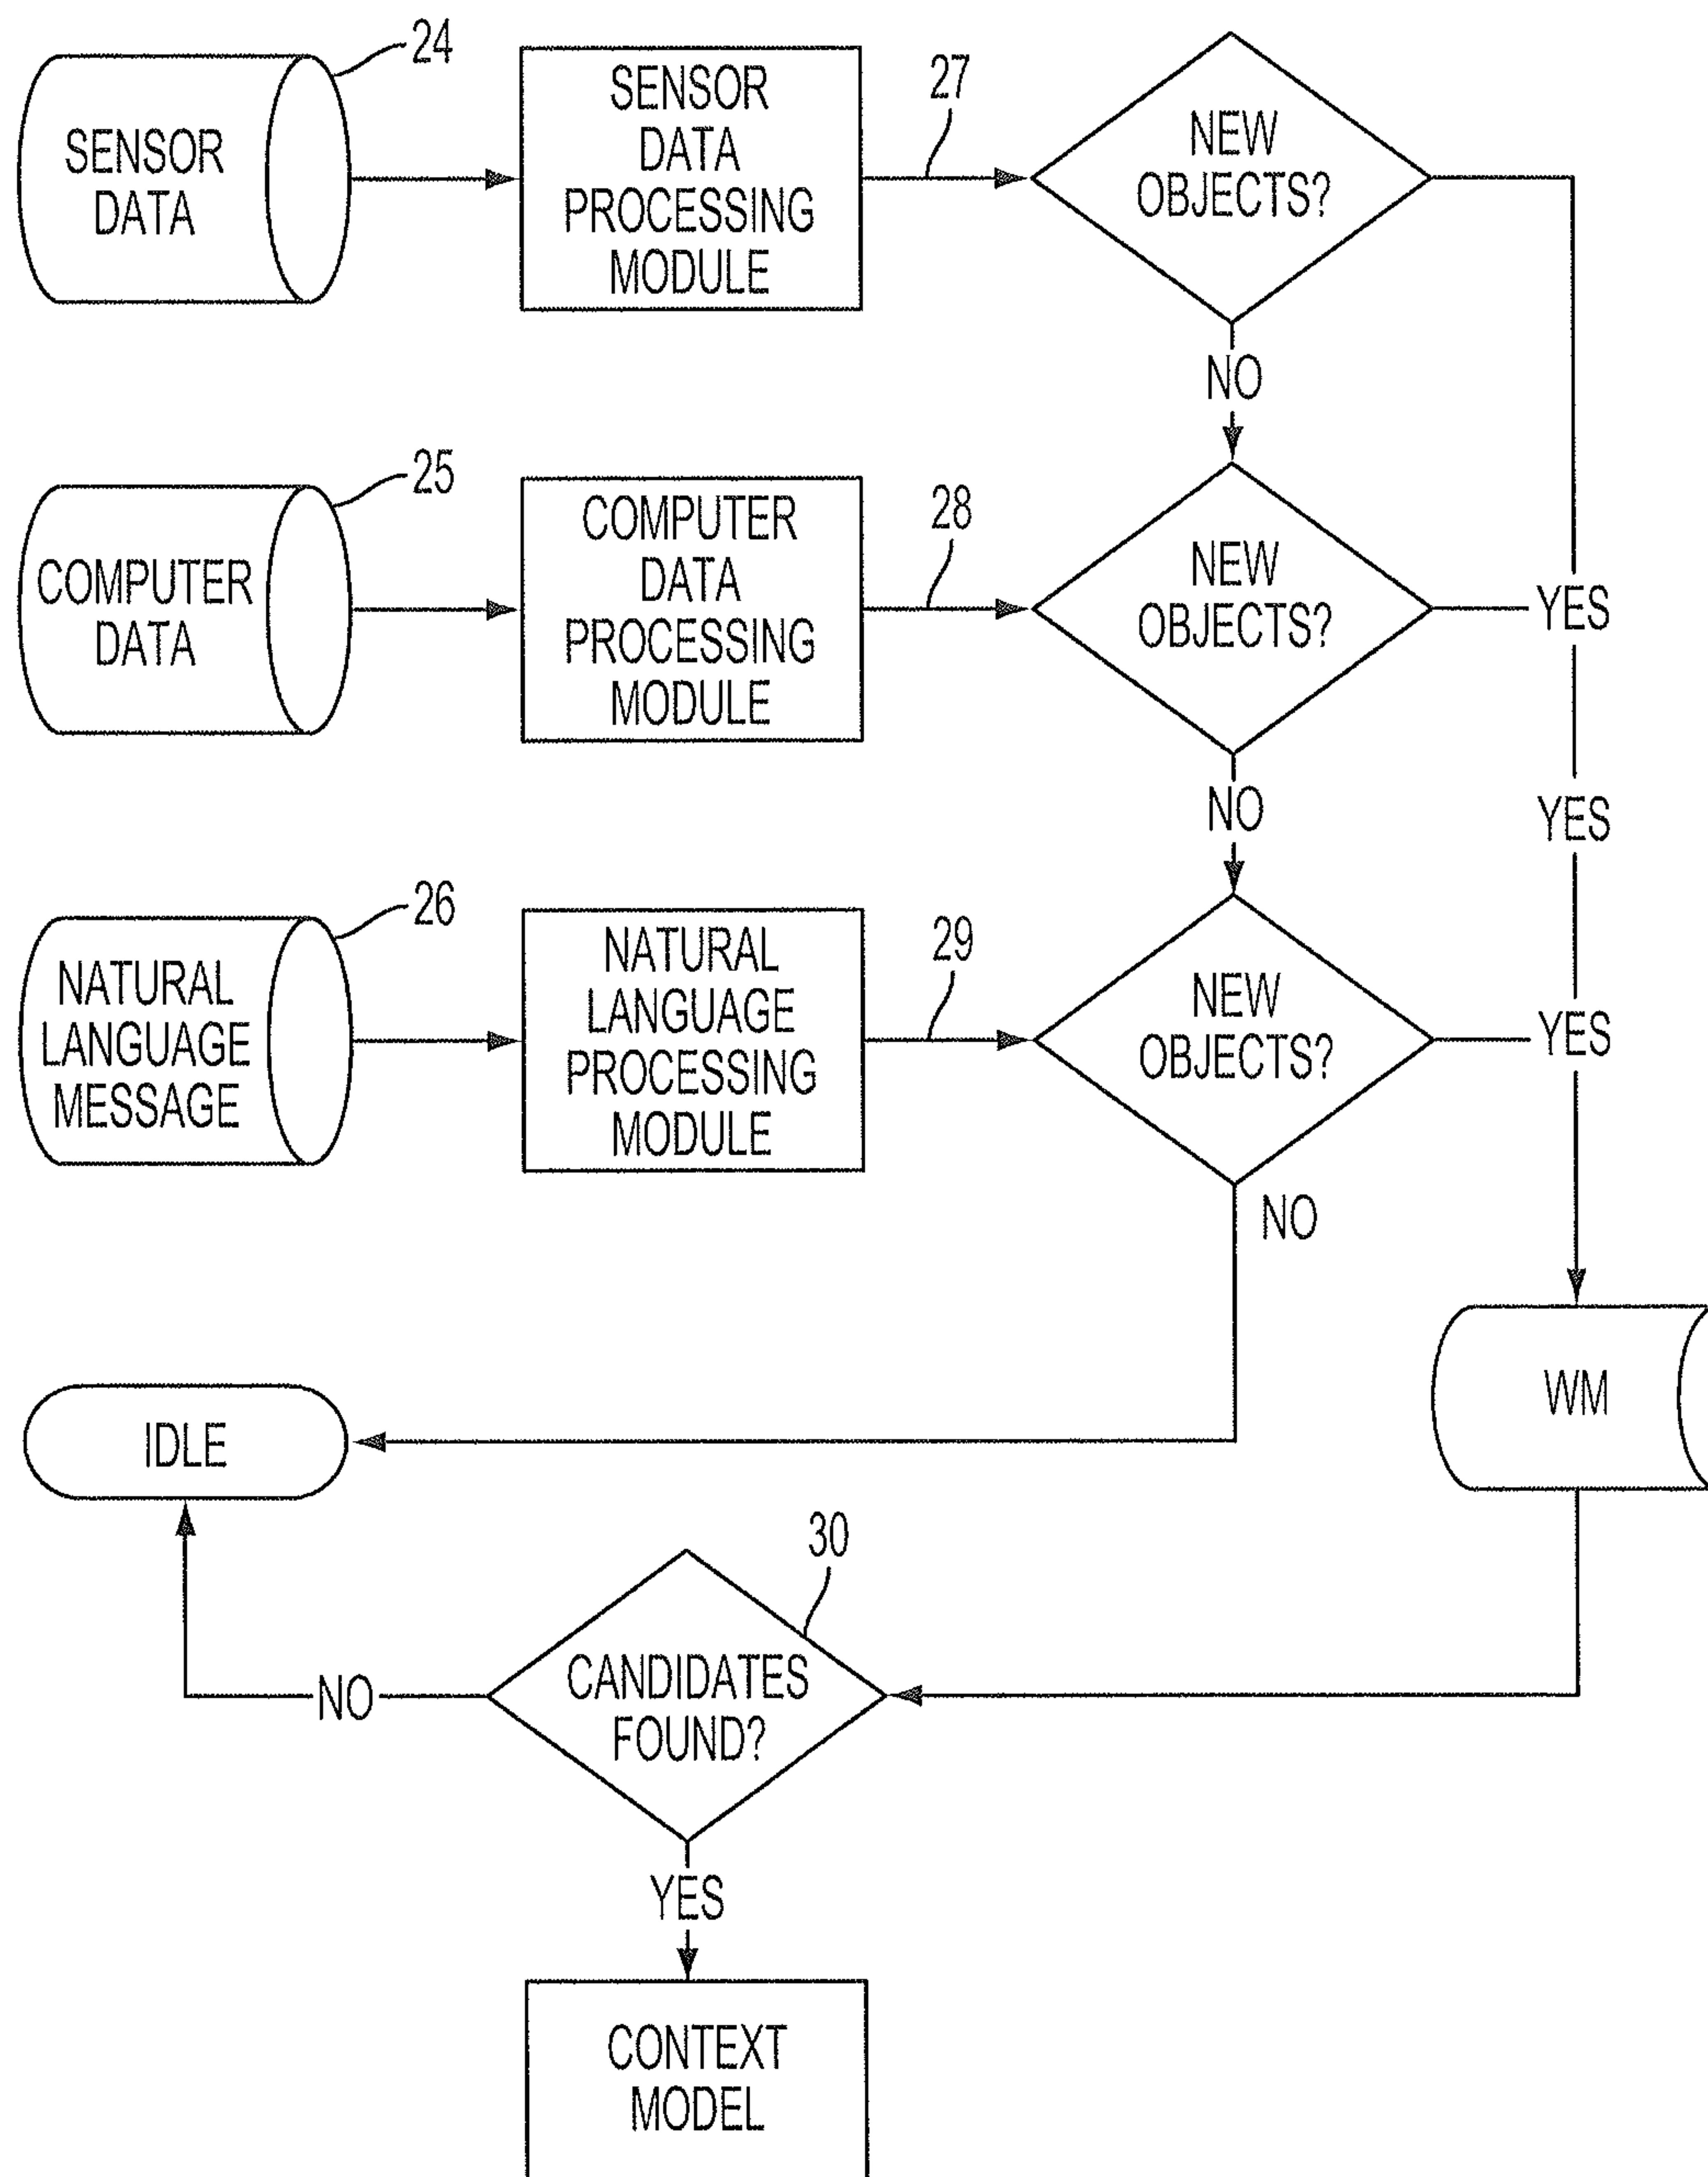 24
SENSOR
DATA
SENSOR
DATA
PROCESSING
MODULE
27
NEW
OBJECTS?
NO
25
COMPUTER
DATA
COMPUTER
DATA
PROCESSING
MODULE
28
NEW
OBJECTS?
YES
NO
YES
26
NATURAL
LANGUAGE
MESSAGE
NATURAL
LANGUAGE
PROCESSING
MODULE
29
NEW
OBJECTS?
YES
NO
WM
IDLE
30
CANDIDATES
FOUND?
NO
YES
CONTEXT
MODEL